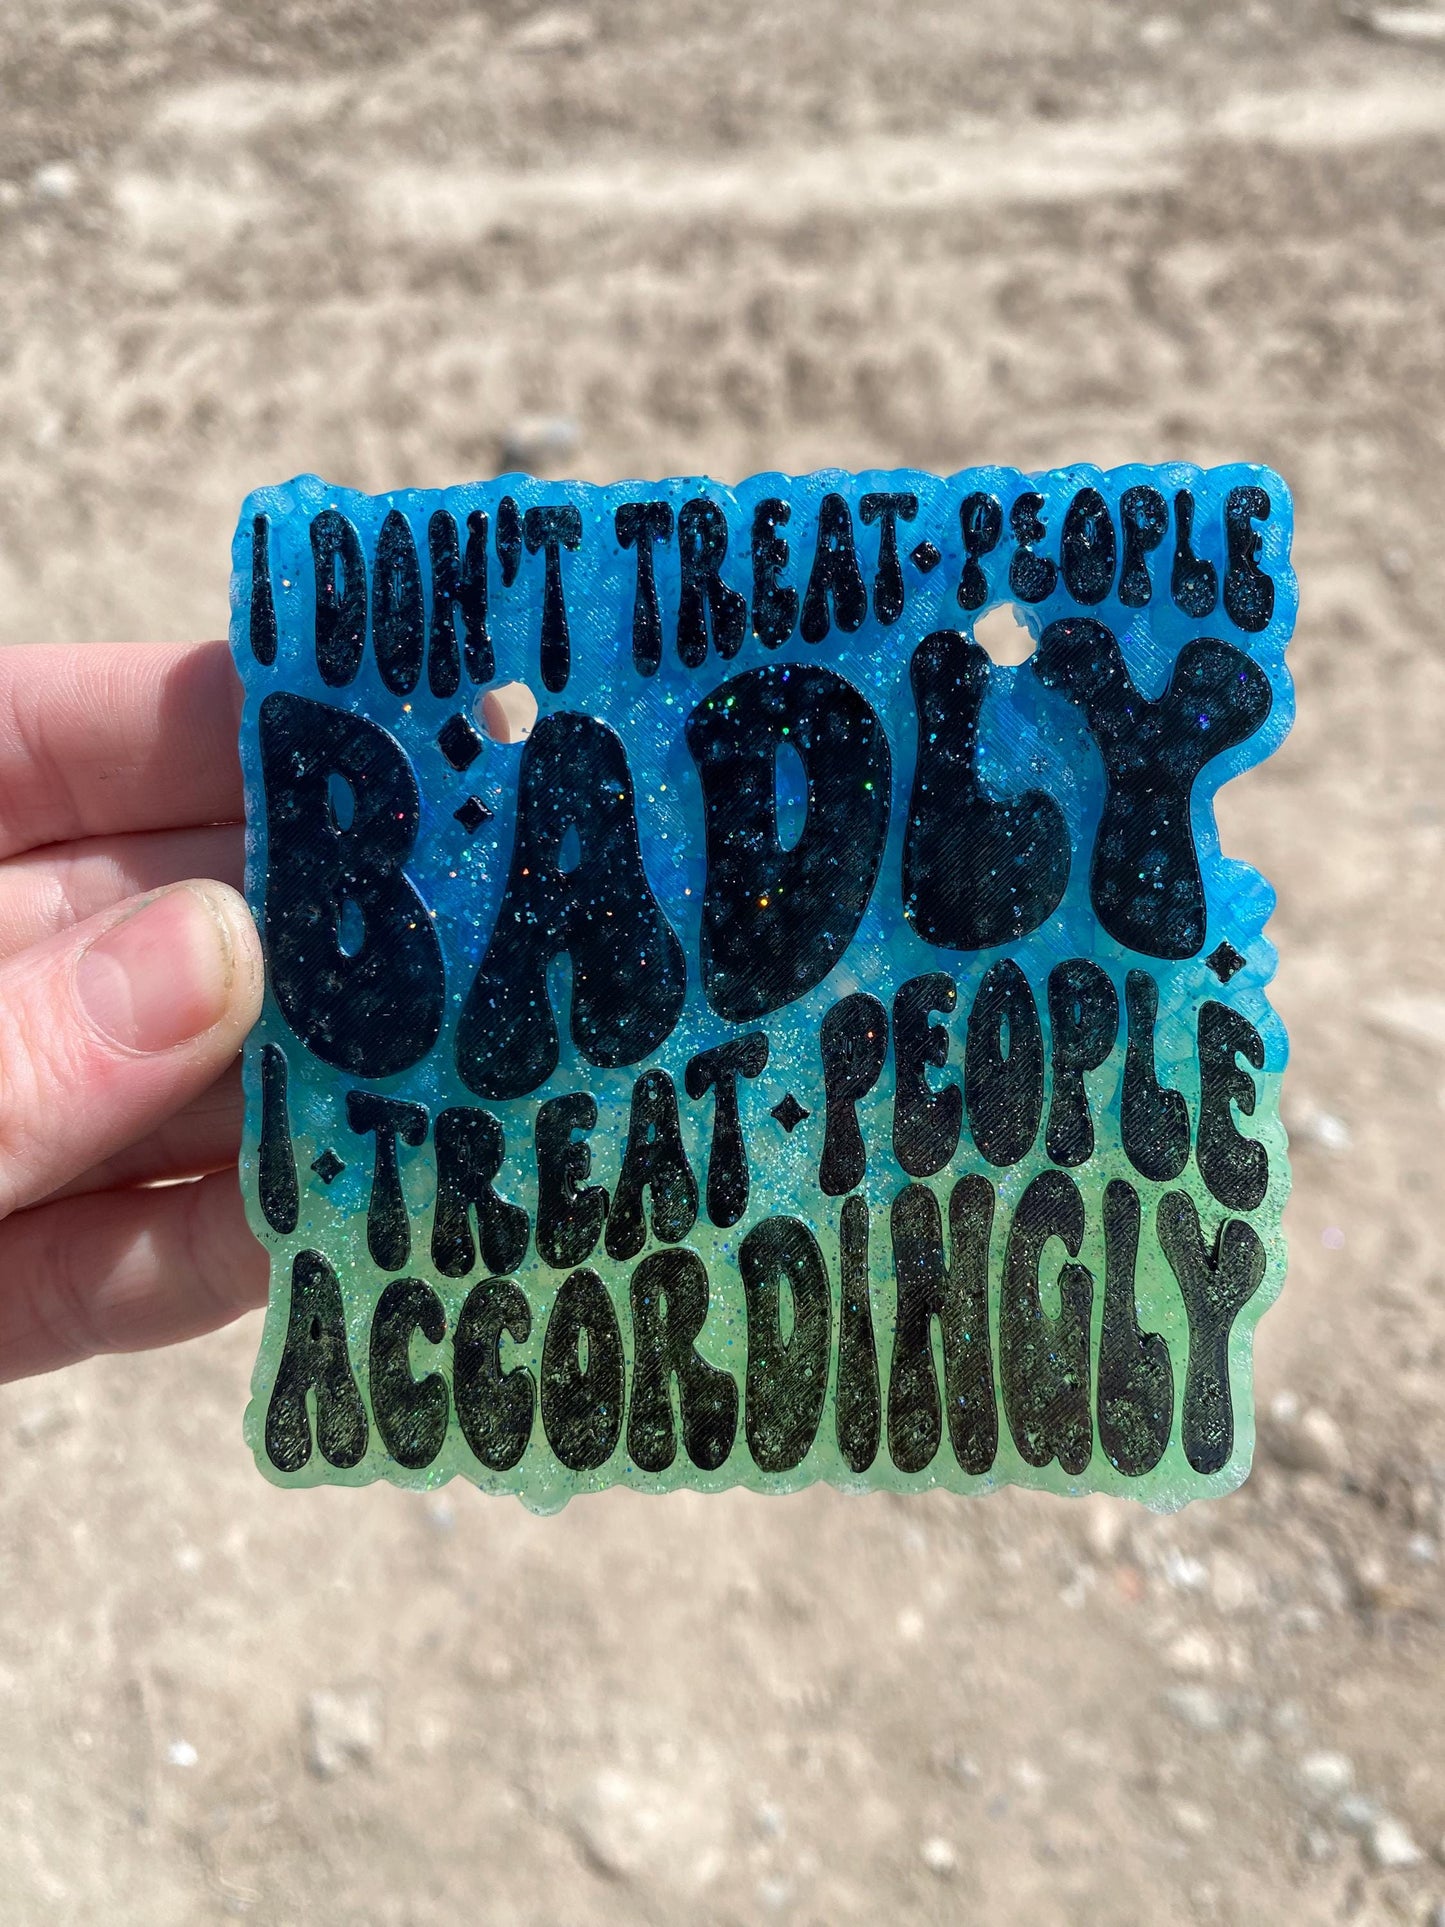 I DON'T TREAT PEOPLE
BADLY
I TREAT PEOPLE
ACCORDINGLY